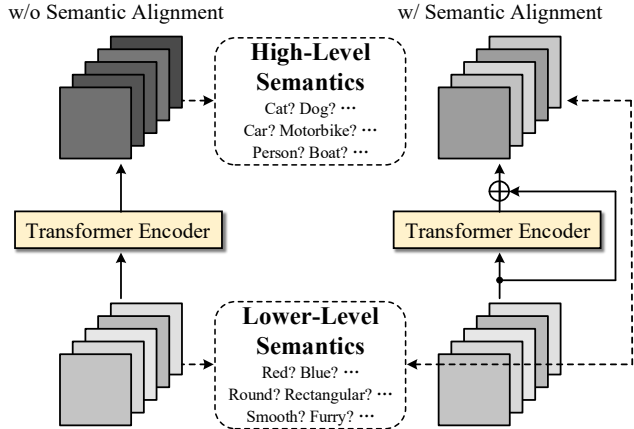 w/o Semantic Alignment
w/ Semantic Alignment
High-Level
Semantics
Cat? Dog? ⋯
Car? Motorbike? ⋯
Person? Boat? ⋯
Transformer Encoder
Transformer Encoder
Lower-Level
Semantics
Red? Blue? ⋯
Round? Rectangular? ⋯
Smooth? Furry? ⋯